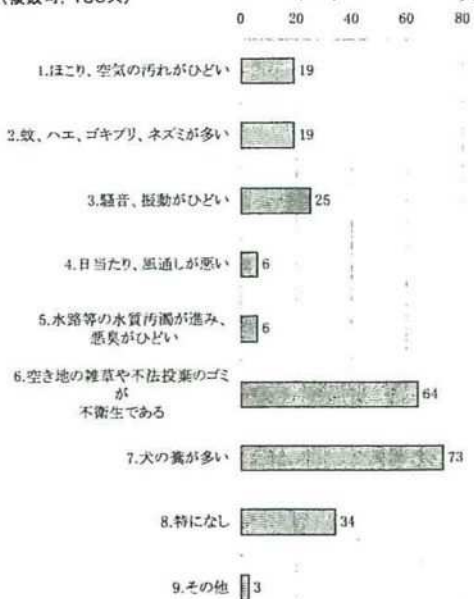 0 20 40 60 80
1.ほこり、空気の汚れがひどい 19
2.蚊、ハエ、ゴキブリ、ネズミが多い 19
3.騒音、振動がひどい 25
4.日当たり、風通しが悪い 6
5.水路等の水質汚濁が進み、
悪臭がひどい 6
6.空き地の雑草や不法投棄のゴミ
が
不衛生である 64
7.犬の糞が多い 73
8.特になし 34
9.その他 3